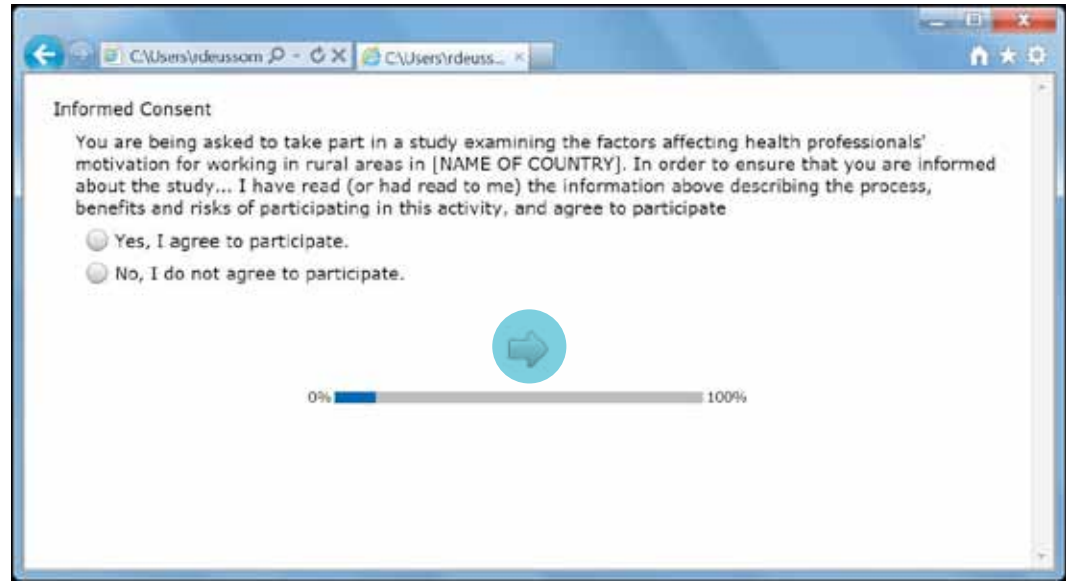 C:\Users\rdeussom
C:\Users\rdeuss...
Informed Consent
You are being asked to take part in a study examining the factors affecting health professionals'
motivation for working in rural areas in [NAME OF COUNTRY]. In order to ensure that you are informed
about the study... I have read (or had read to me) the information above describing the process,
benefits and risks of participating in this activity, and agree to participate
Yes, I agree to participate.
No, I do not agree to participate.
0% 100%